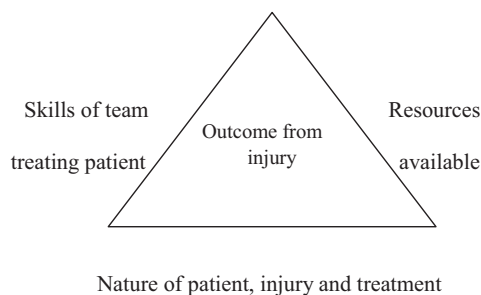 Skills of team
treating patient
Outcome from
injury
Resources
available
Nature of patient, injury and treatment